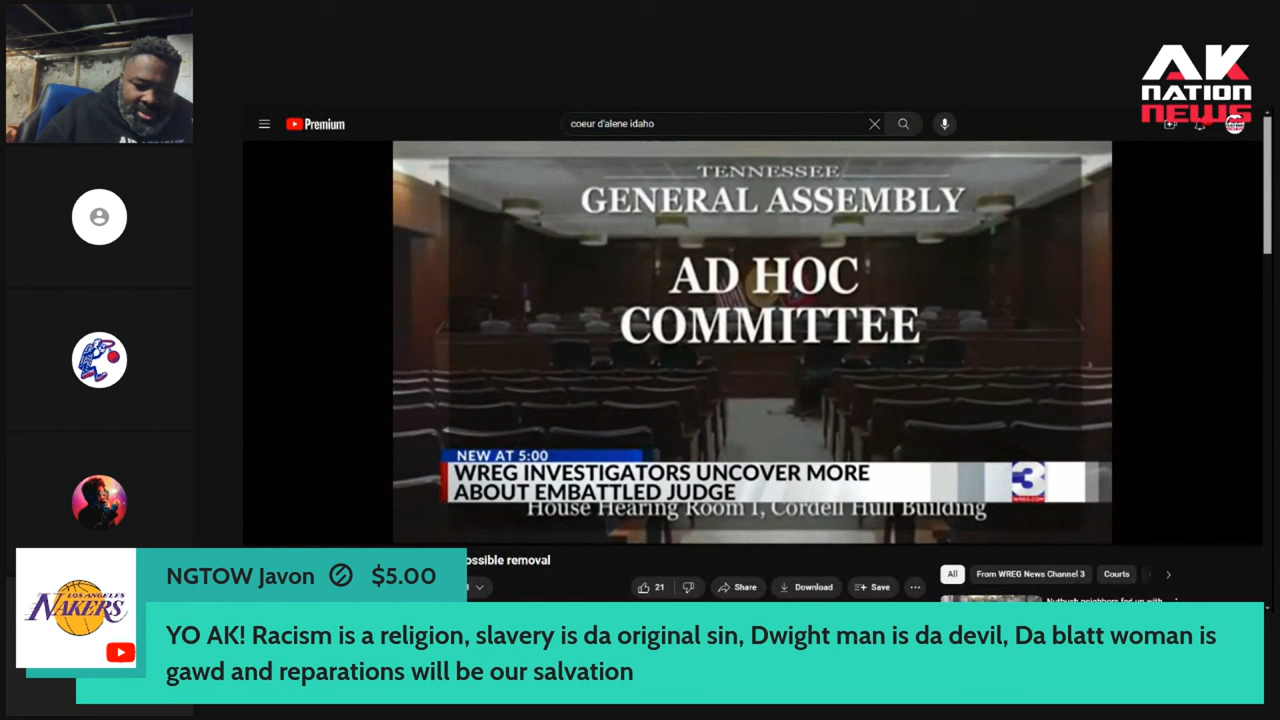 AK
NATION
NEWS
Premium
coeur d'alene idaho
TENNESSEE
GENERAL ASSEMBLY
AD HOC
COMMITTEE
NEW AT 5:00
WREG INVESTIGATORS UNCOVER MORE
ABOUT EMBATTLED JUDGE
3
House Hearing Room I, Cordell Hull Building
ossible removal
21
Share
Download
Save
All
From WREG News Channel 3
Courts
LOS ANGELES
NAKERS
NGTOW Javon
$5.00
YO AK! Racism is a religion, slavery is da original sin, Dwight man is da devil, Da blatt woman is
gawd and reparations will be our salvation